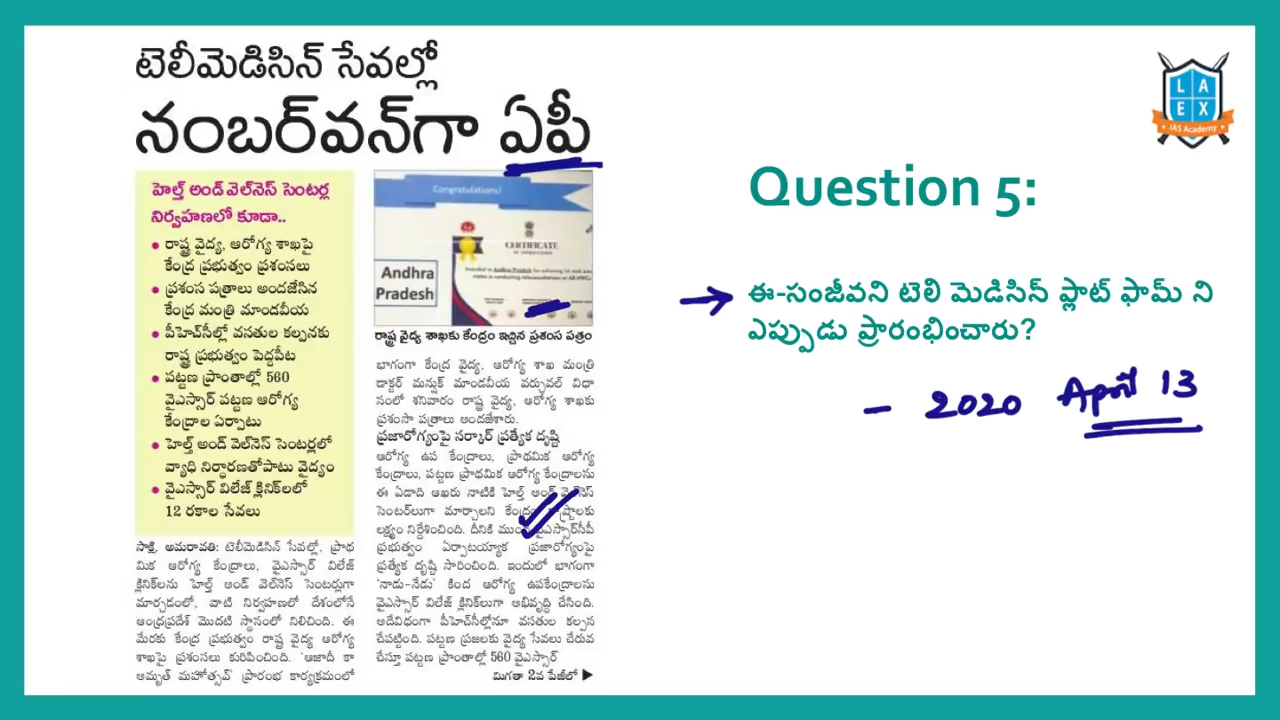 టెలీమెడిసిన్ సేవల్లో
నంబర్‌వన్‌గా ఏపీ
హెల్త్ అండ్ వెల్‌నెస్ సెంటర్ల
నిర్వహణలో కూడా..
• రాష్ట్ర వైద్య, ఆరోగ్య శాఖపై
కేంద్ర ప్రభుత్వం ప్రశంసలు
• ప్రశంస పత్రాలు అందజేసిన
కేంద్ర మంత్రి మాండవీయ
• పీహెచ్‌సీల్లో వసతుల కల్పనకు
రాష్ట్ర ప్రభుత్వం పెద్దపీట
• పట్టణ ప్రాంతాల్లో 560
వైఎస్సార్ పట్టణ ఆరోగ్య
కేంద్రాల ఏర్పాటు
• హెల్త్ అండ్ వెల్‌నెస్ సెంటర్లలో
వ్యాధి నిర్ధారణతోపాటు వైద్యం
• వైఎస్సార్ విలేజ్ క్లినిక్‌లలో
12 రకాల సేవలు
సాక్షి, అమరావతి: టెలీమెడిసిన్ సేవల్లో, ప్రాథ
మిక ఆరోగ్య కేంద్రాలు, వైఎస్సార్ విలేజ్
క్లినిక్‌లను హెల్త్ అండ్ వెల్‌నెస్ సెంటర్లుగా
మార్చడంలో, వాటి నిర్వహణలో దేశంలోనే
ఆంధ్రప్రదేశ్ మొదటి స్థానంలో నిలిచింది. ఈ
మేరకు కేంద్ర ప్రభుత్వం రాష్ట్ర వైద్య ఆరోగ్య
శాఖపై ప్రశంసలు కురిపించింది. 'ఆజాదీ కా
అమృత్ మహోత్సవ్' ప్రారంభ కార్యక్రమంలో
Congratulations!
CERTIFICATE
OF APPRECIATION
Andhra
Pradesh
రాష్ట్ర వైద్య శాఖకు కేంద్రం ఇచ్చిన ప్రశంస పత్రం
భాగంగా కేంద్ర వైద్య, ఆరోగ్య శాఖ మంత్రి
డాక్టర్ మన్సుక్ మాండవీయ వర్చువల్ విధా
నంలో శనివారం రాష్ట్ర వైద్య, ఆరోగ్య శాఖకు
ప్రశంసా పత్రాలు అందజేశారు.
ప్రజారోగ్యంపై సర్కార్ ప్రత్యేక దృష్టి
ఆరోగ్య ఉప కేంద్రాలు, ప్రాథమిక ఆరోగ్య
కేంద్రాలు, పట్టణ ప్రాథమిక ఆరోగ్య కేంద్రాలను
ఈ ఏడాది ఆఖరు నాటికి హెల్త్ అండ్ వెల్‌నెస్
సెంటర్‌లుగా మార్చాలని కేంద్రం రాష్ట్రాలకు
లక్ష్యం నిర్దేశించింది. దీనికి ముందే వైఎస్సార్‌సీపీ
ప్రభుత్వం ఏర్పాటయ్యాక ప్రజారోగ్యంపై
ప్రత్యేక దృష్టి సారించింది. ఇందులో భాగంగా
'నాడు-నేడు' కింద ఆరోగ్య ఉపకేంద్రాలను
వైఎస్సార్ విలేజ్ క్లినిక్‌లుగా అభివృద్ధి చేసింది.
అదేవిధంగా పీహెచ్‌సీల్లోనూ వసతుల కల్పన
చేపట్టింది. పట్టణ ప్రజలకు వైద్య సేవలు చేరువ
చేస్తూ పట్టణ ప్రాంతాల్లో 560 వైఎస్సార్
మిగతా 2వ పేజీలో ▶
L A
E X
IAS Academy
Question 5:
ఈ-సంజీవని టెలి మెడిసిన్ ప్లాట్ ఫామ్ ని
ఎప్పుడు ప్రారంభించారు?
- 2020 April 13